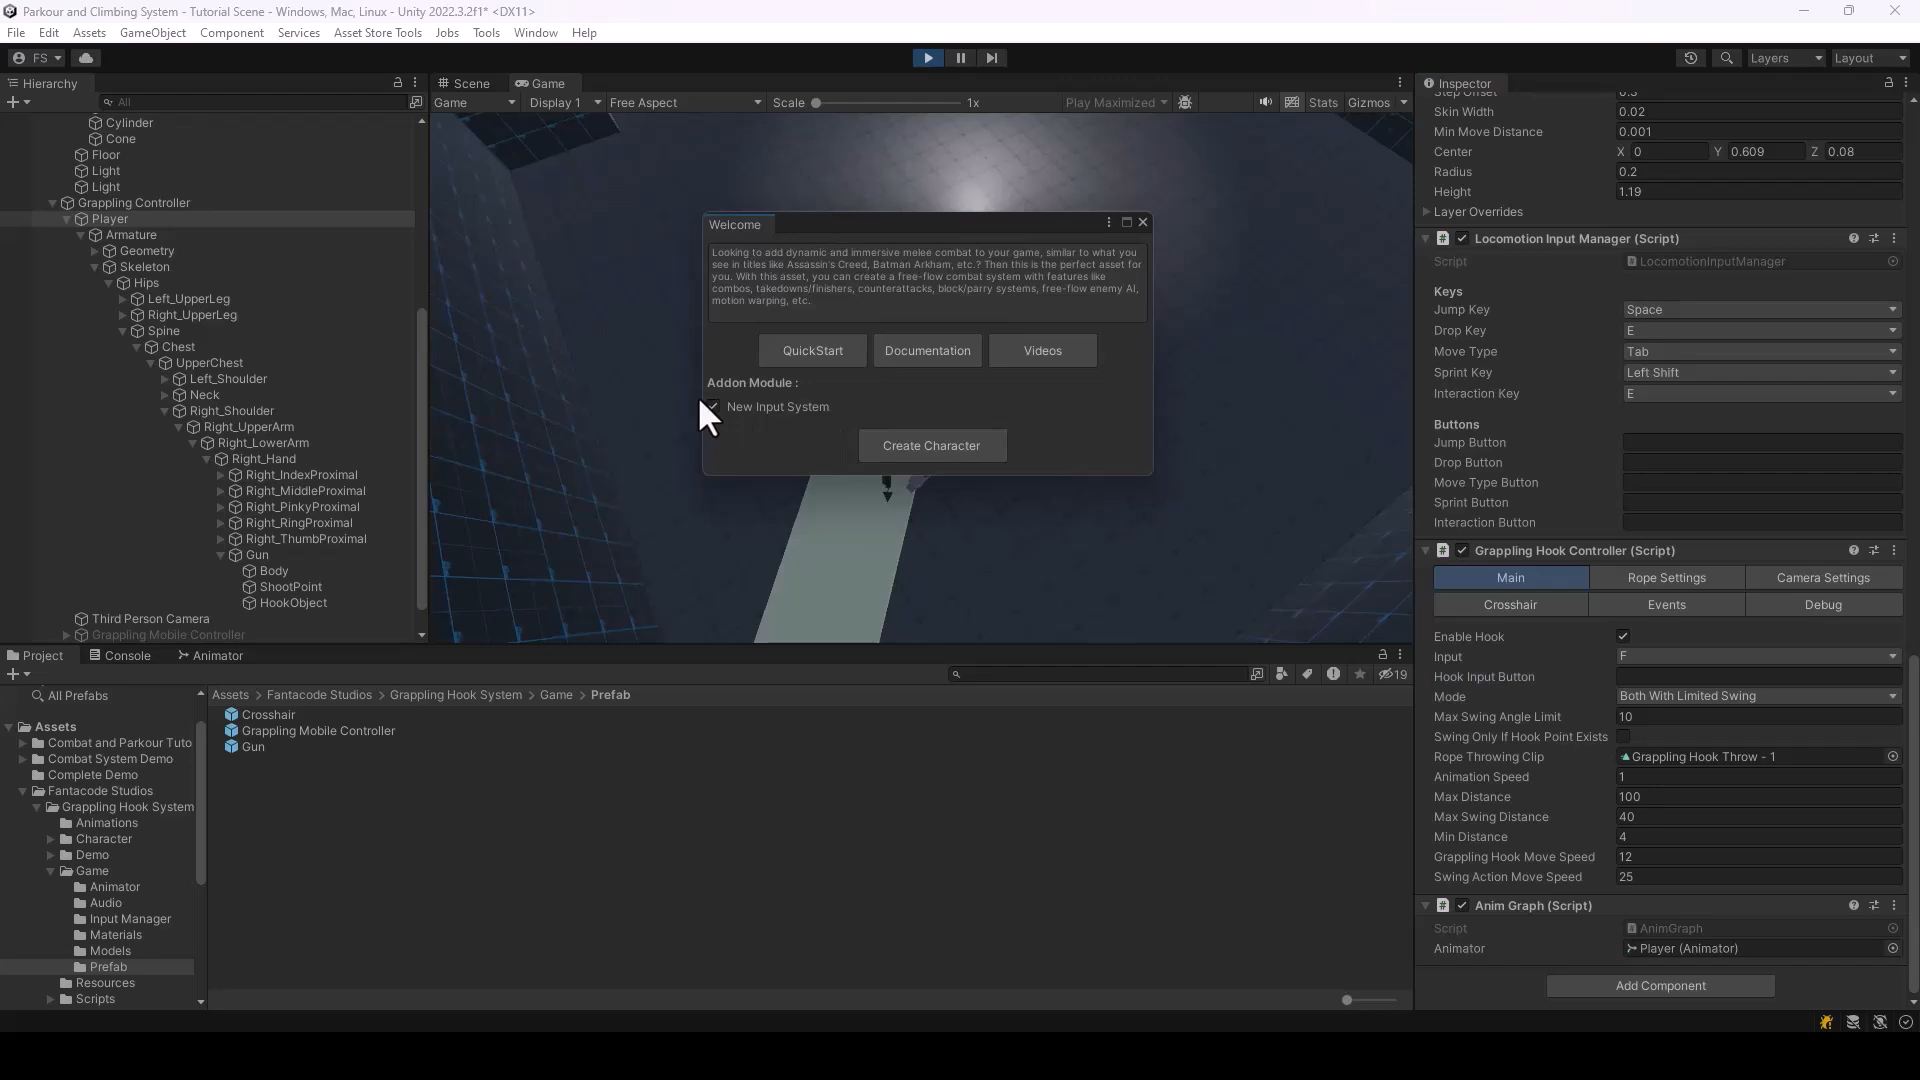 Parkour and Climbing System - Tutorial Scene - Windows, Mac, Linux - Unity 2022.3.2f1* <DX11>
File Edit Assets GameObject Component Services Asset Store Tools Jobs Tools Window Help
FS
Layers Layout
Hierarchy
All
Cylinder
Cone
Floor
Light
Light
Grappling Controller
Player
Armature
Geometry
Skeleton
Hips
Left_UpperLeg
Right_UpperLeg
Spine
Chest
UpperChest
Left_Shoulder
Neck
Right_Shoulder
Right_UpperArm
Right_LowerArm
Right_Hand
Right_IndexProximal
Right_MiddleProximal
Right_PinkyProximal
Right_RingProximal
Right_ThumbProximal
Gun
Body
ShootPoint
HookObject
Third Person Camera
Grappling Mobile Controller
Scene Game
Game Display 1 Free Aspect Scale 1x Play Maximized Stats Gizmos
Welcome
Looking to add dynamic and immersive melee combat to your game, similar to what you
see in titles like Assassin's Creed, Batman Arkham, etc.? Then this is the perfect asset for
you. With this asset, you can create a free-flow combat system with features like
combos, takedowns/finishers, counterattacks, block/parry systems, free-flow enemy AI,
motion warping, etc.
QuickStart Documentation Videos
Addon Module :
New Input System
Create Character
Project Console Animator
19
All Prefabs
Assets
Combat and Parkour Tuto
Combat System Demo
Complete Demo
Fantacode Studios
Grappling Hook System
Animations
Character
Demo
Game
Animator
Audio
Input Manager
Materials
Models
Prefab
Resources
Scripts
Assets > Fantacode Studios > Grappling Hook System > Game > Prefab
Crosshair
Grappling Mobile Controller
Gun
Inspector
Step Offset 0.3
Skin Width 0.02
Min Move Distance 0.001
Center X 0 Y 0.609 Z 0.08
Radius 0.2
Height 1.19
Layer Overrides
# Locomotion Input Manager (Script)
Script LocomotionInputManager
Keys
Jump Key Space
Drop Key E
Move Type Tab
Sprint Key Left Shift
Interaction Key E
Buttons
Jump Button
Drop Button
Move Type Button
Sprint Button
Interaction Button
# Grappling Hook Controller (Script)
Main Rope Settings Camera Settings
Crosshair Events Debug
Enable Hook
Input F
Hook Input Button
Mode Both With Limited Swing
Max Swing Angle Limit 10
Swing Only If Hook Point Exists
Rope Throwing Clip Grappling Hook Throw - 1
Animation Speed 1
Max Distance 100
Max Swing Distance 40
Min Distance 4
Grappling Hook Move Speed 12
Swing Action Move Speed 25
# Anim Graph (Script)
Script AnimGraph
Animator Player (Animator)
Add Component